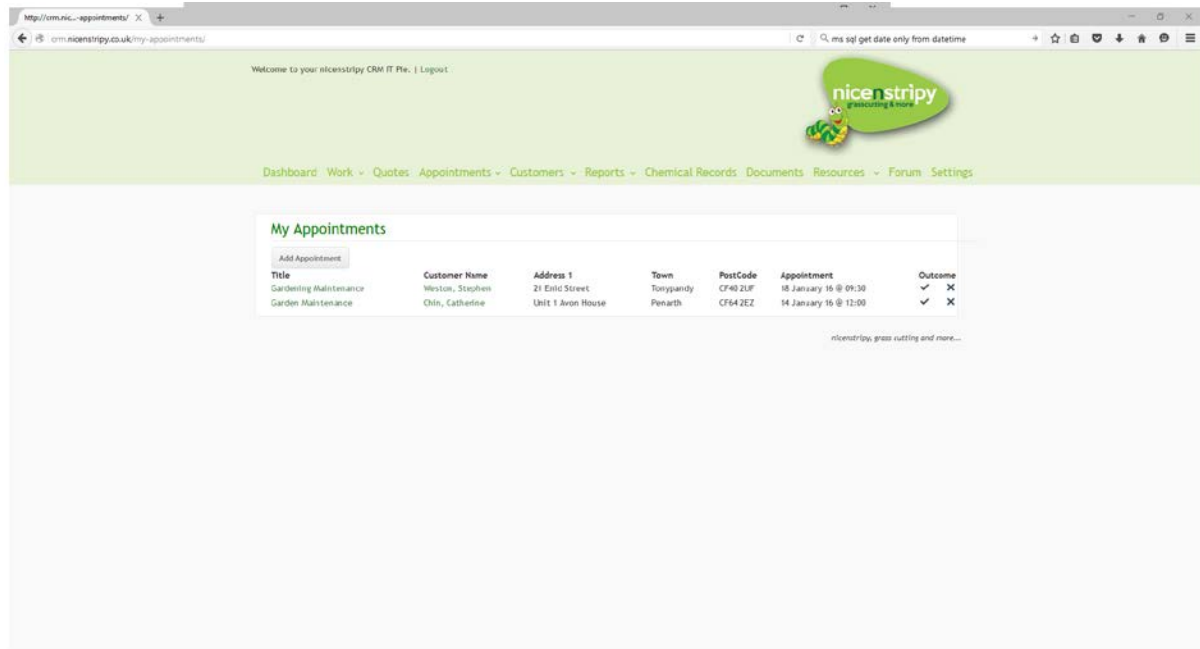 http://crm.nic...-appointments/
crm.nicenstripy.co.uk/my-appointments/
ms sql get date only from datetime
Welcome to your nicenstripy CRM IT Pie. | Logout
nicenstripy
grasscutting & more
Dashboard Work Quotes Appointments Customers Reports Chemical Records Documents Resources Forum Settings
My Appointments
Add Appointment
Title Customer Name Address 1 Town PostCode Appointment Outcome
Gardening Maintenance Weston, Stephen 21 Street Tonypandy CF40 2UF 18 January 16 @ 09:30
Garden Maintenance Chin, Catherine Unit 1 Avon House Penarth CF64 2EZ 14 January 16 @ 12:00
nicenstripy, grass cutting and more...